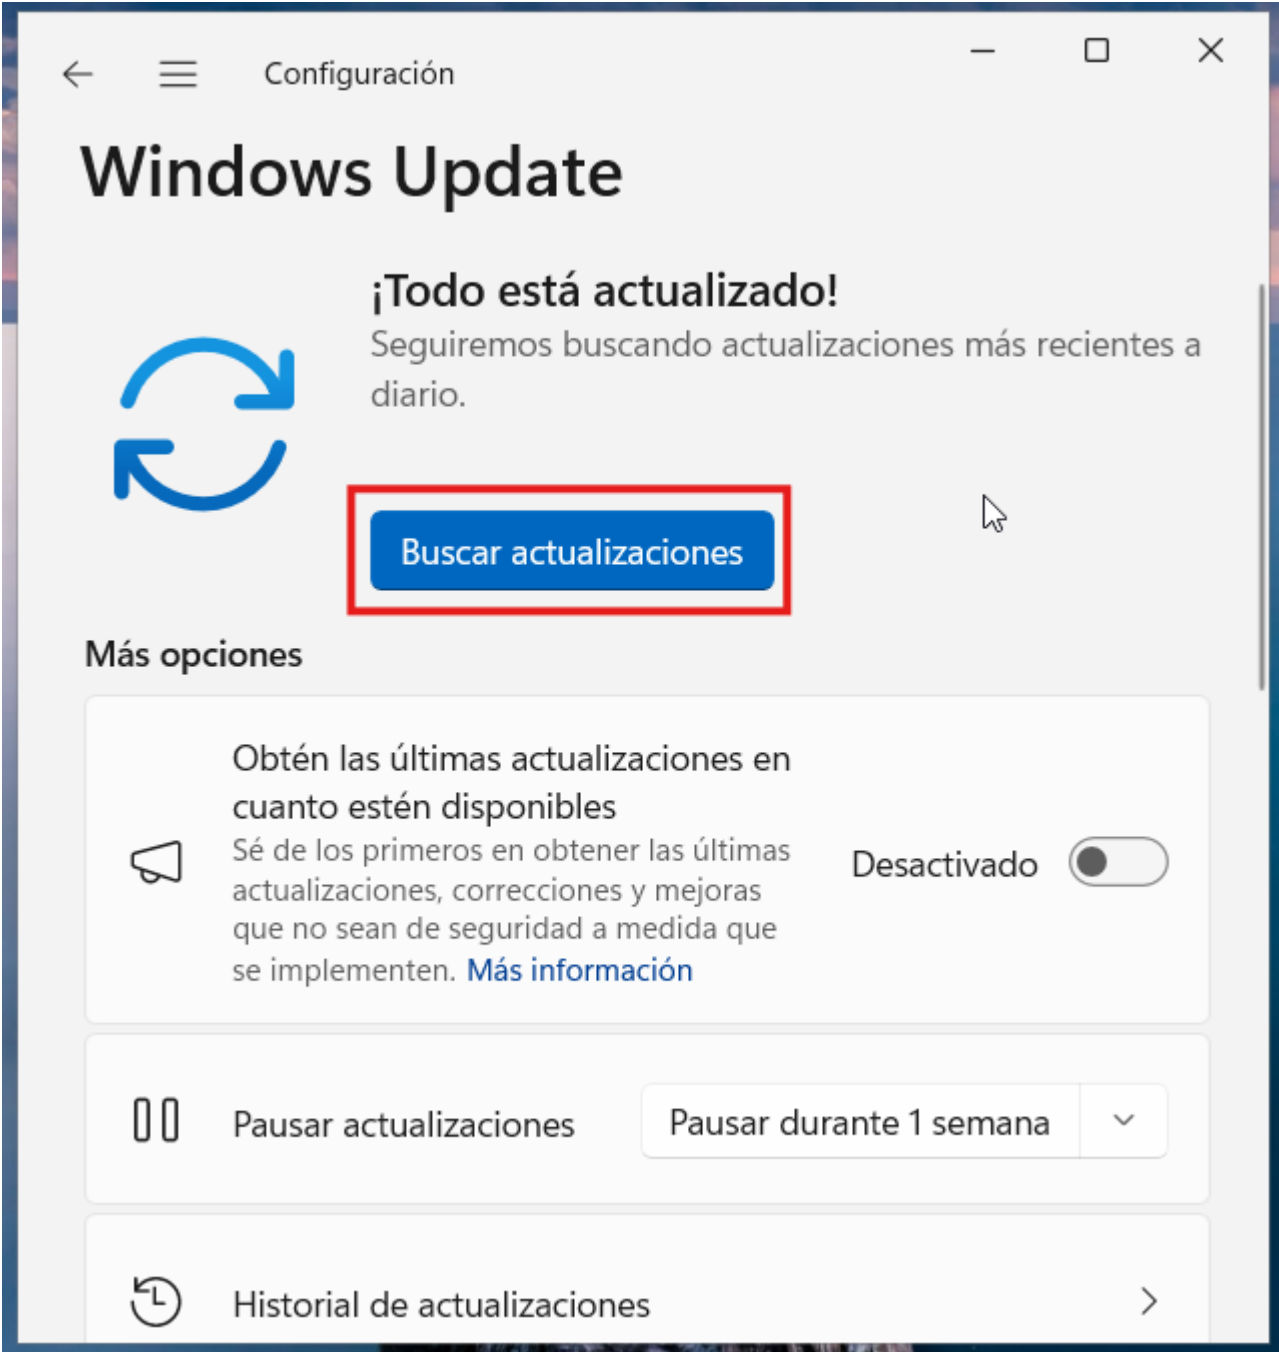 Configuración
Windows Update
¡Todo está actualizado!
Seguiremos buscando actualizaciones más recientes a
diario.
Buscar actualizaciones
Más opciones
Obtén las últimas actualizaciones en
cuanto estén disponibles
Sé de los primeros en obtener las últimas
actualizaciones, correcciones y mejoras
que no sean de seguridad a medida que
se implementen. Más información
Desactivado
Pausar actualizaciones
Pausar durante 1 semana
Historial de actualizaciones